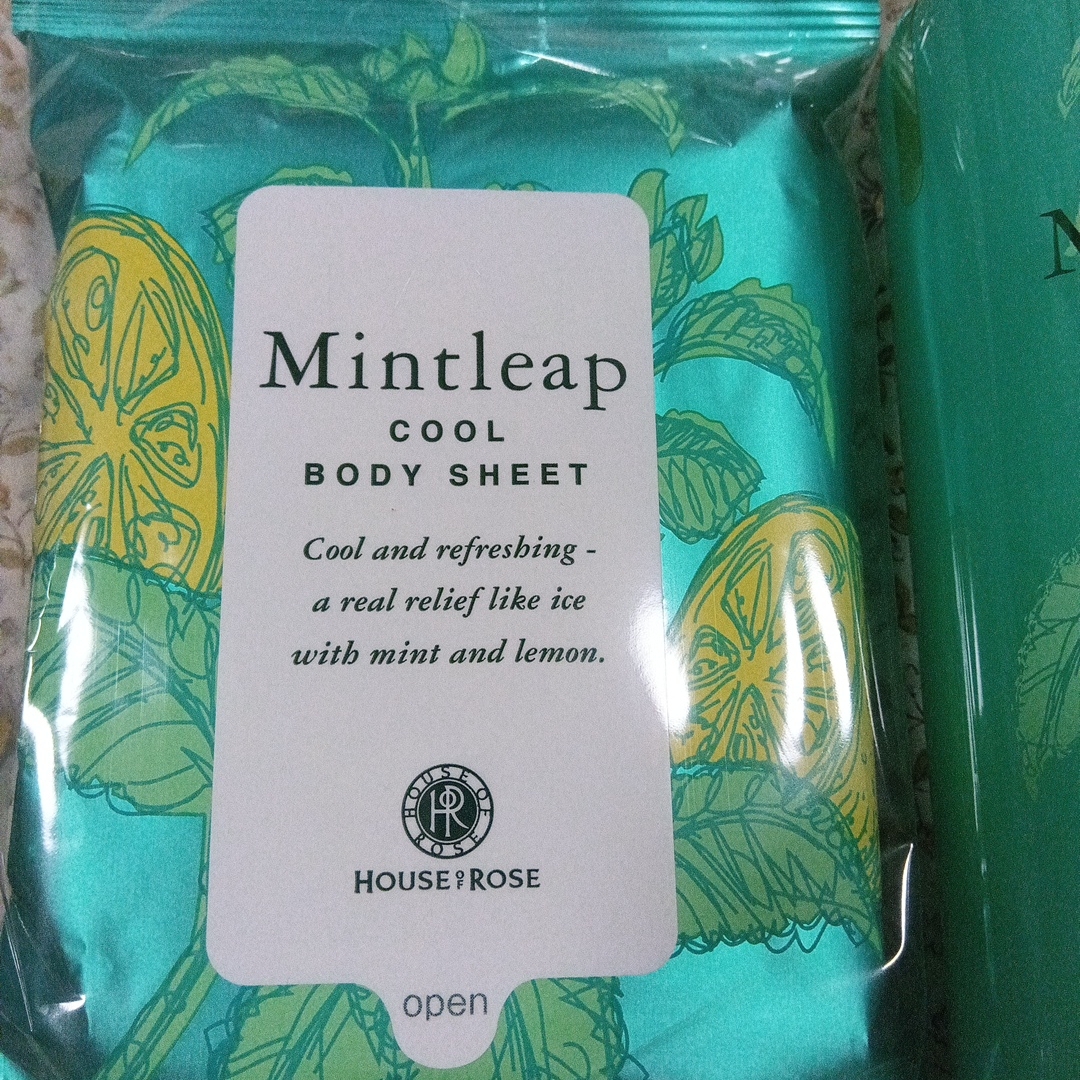 Mintleap
COOL
BODY SHEET
Cool and refreshing -
a real relief like ice
with mint and lemon.
HOUSE OF ROSE
HR
HOUSE OF ROSE
open
M